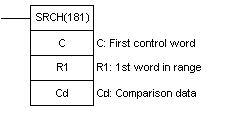 SRCH(181)
C C: First control word
R1 R1: 1st word in range
Cd Cd: Comparison data